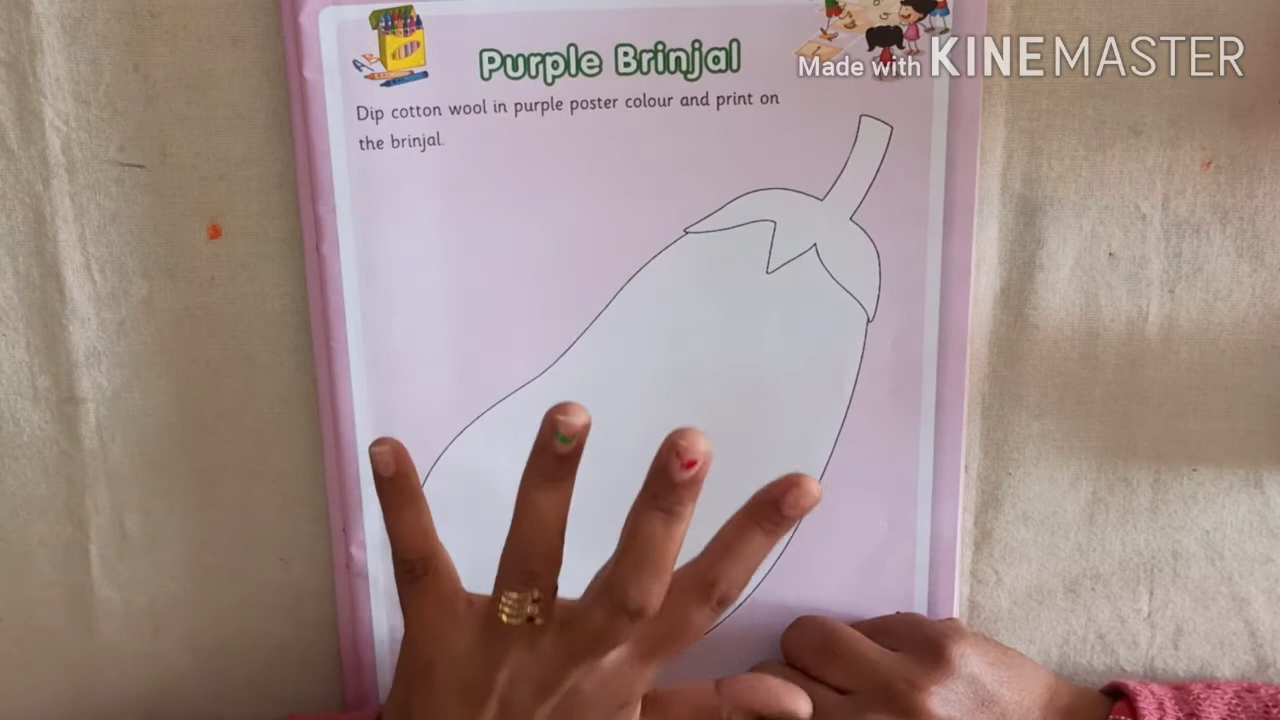 Purple Brinjal
Made with KINEMASTER
Dip cotton wool in purple poster colour and print on
the brinjal.